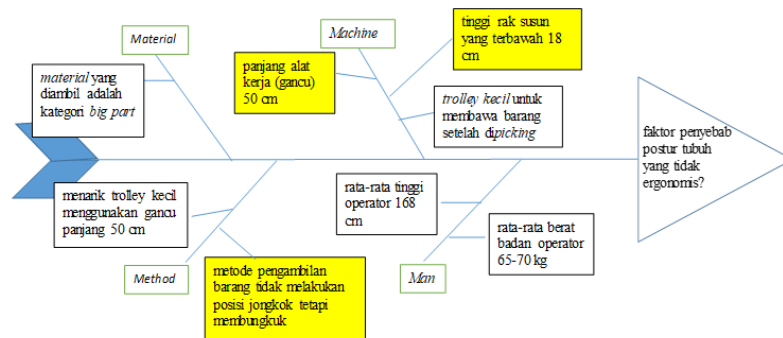 Material
material yang
diambil adalah
kategori big part
Machine
panjang alat
kerja (gancu)
50 cm
tinggi rak susun
yang terbawah 18
cm
trolley kecil untuk
membawa barang
setelah dipicking
faktor penyebab
postur tubuh
yang tidak
ergonomis?
menarik trolley kecil
menggunakan gancu
panjang 50 cm
Method
metode pengambilan
barang tidak melakukan
posisi jongkok tetapi
membungkuk
rata-rata tinggi
operator 168
cm
rata-rata berat
badan operator
65-70 kg
Man